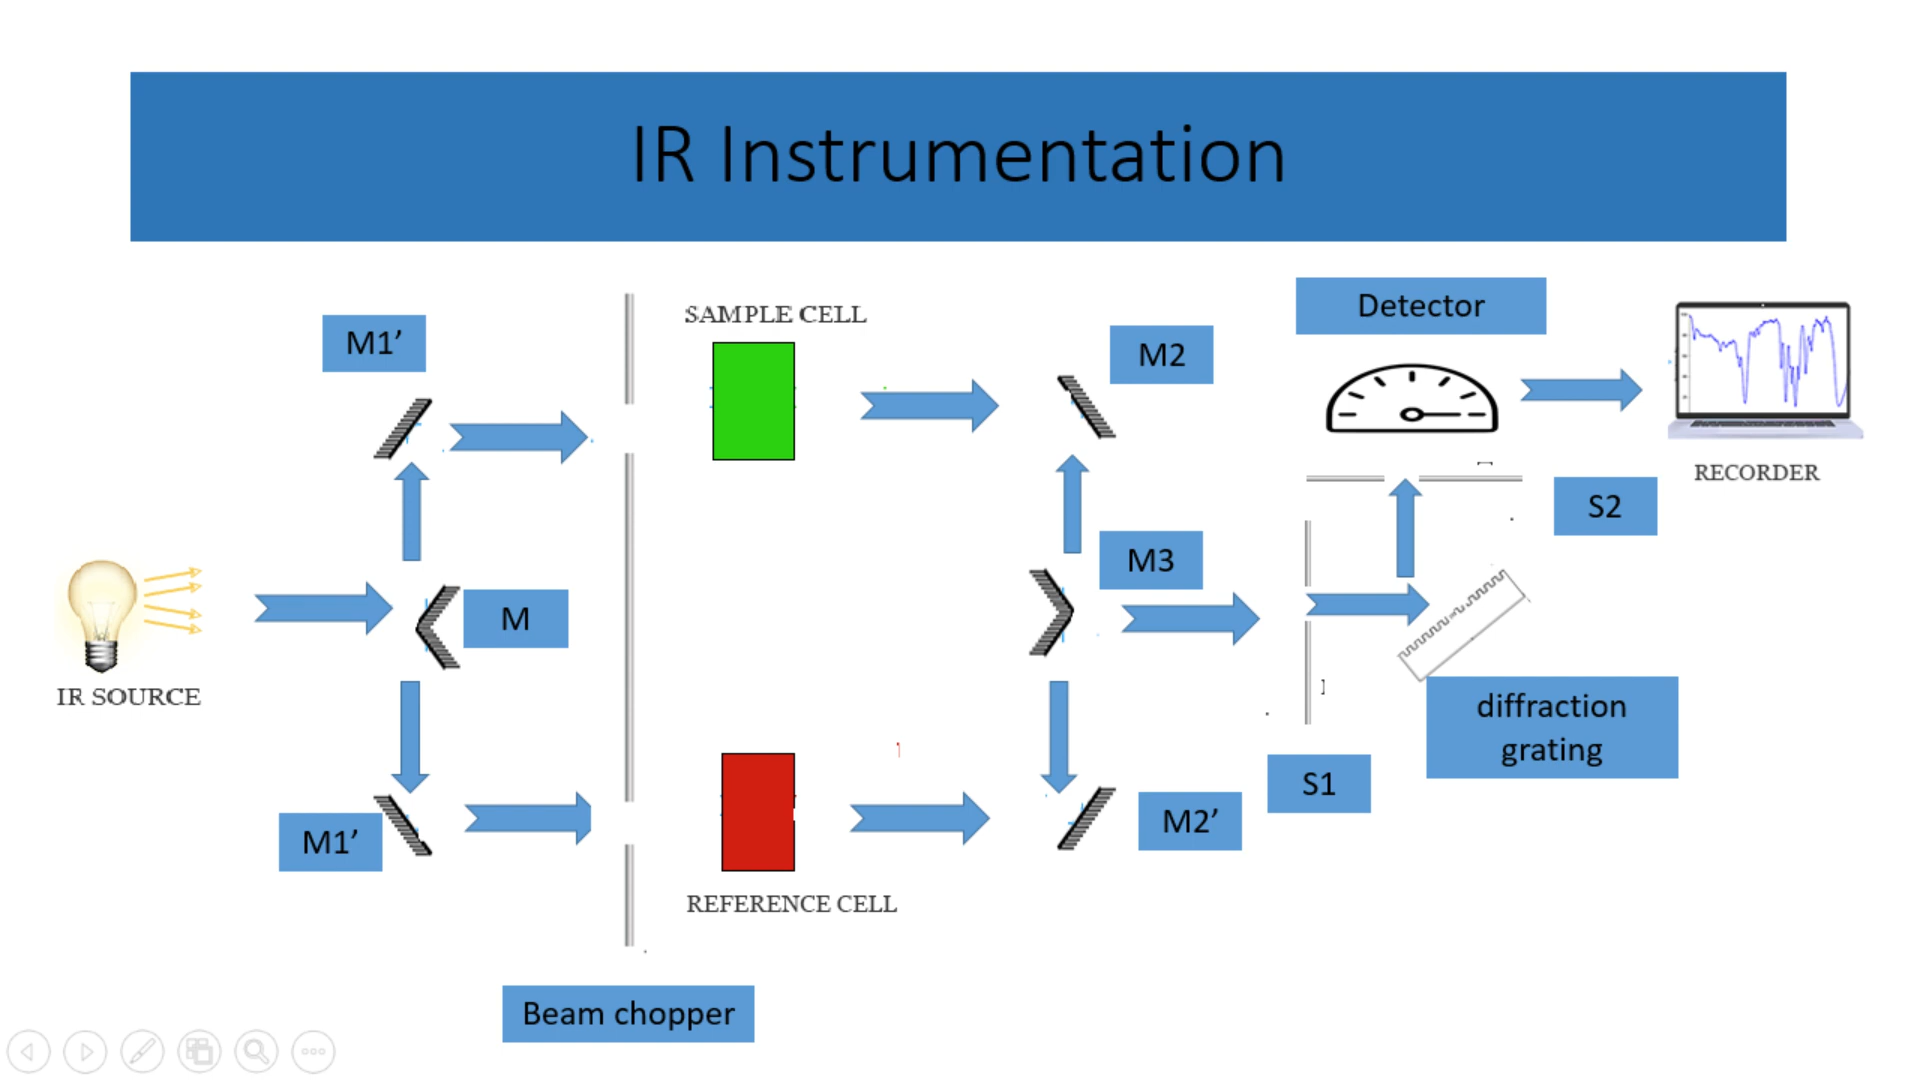 IR Instrumentation
M1’
SAMPLE CELL
M2
Detector
RECORDER
S2
M3
M
IR SOURCE
diffraction
grating
S1
M1’
M2’
REFERENCE CELL
Beam chopper